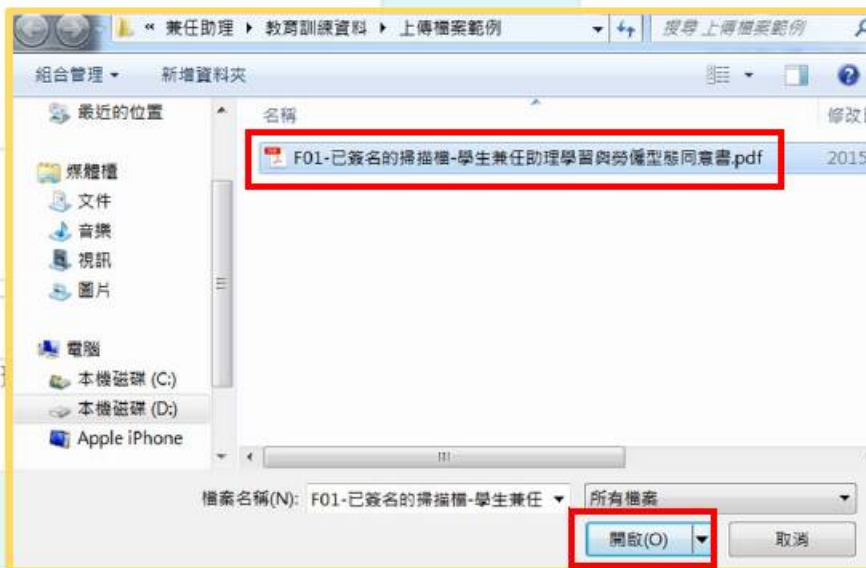 « 兼任助理 ▸ 教育訓練資料 ▸ 上傳檔案範例
搜尋 上傳檔案範例
組合管理 新增資料夾
最近的位置
名稱
修改
F01-已簽名的掃描檔-學生兼任助理學習與勞僱型態同意書.pdf
2015
媒體櫃
文件
音樂
視訊
圖片
電腦
本機磁碟 (C:)
本機磁碟 (D:)
Apple iPhone
檔案名稱(N): F01-已簽名的掃描檔-學生兼任
所有檔案
開啟(O)
取消